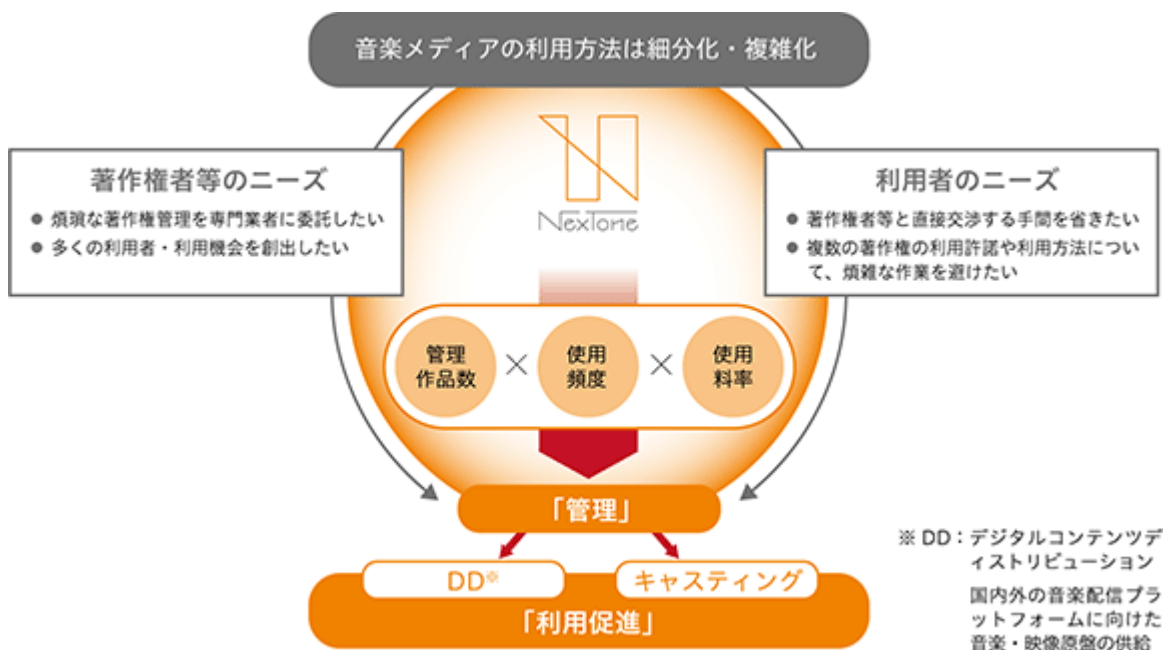 音楽メディアの利用方法は細分化・複雑化
NexTone
著作権者等のニーズ
● 煩瑣な著作権管理を専門業者に委託したい
● 多くの利用者・利用機会を創出したい
利用者のニーズ
● 著作権者等と直接交渉する手間を省きたい
● 複数の著作権の利用許諾や利用方法につい
て、煩雑な作業を避けたい
管理
作品数
×
使用
頻度
×
使用
料率
「管理」
DD※
キャスティング
「利用促進」
※ DD：デジタルコンテンツデ
ィストリビューション
国内外の音楽配信プラ
ットフォームに向けた
音楽・映像原盤の供給